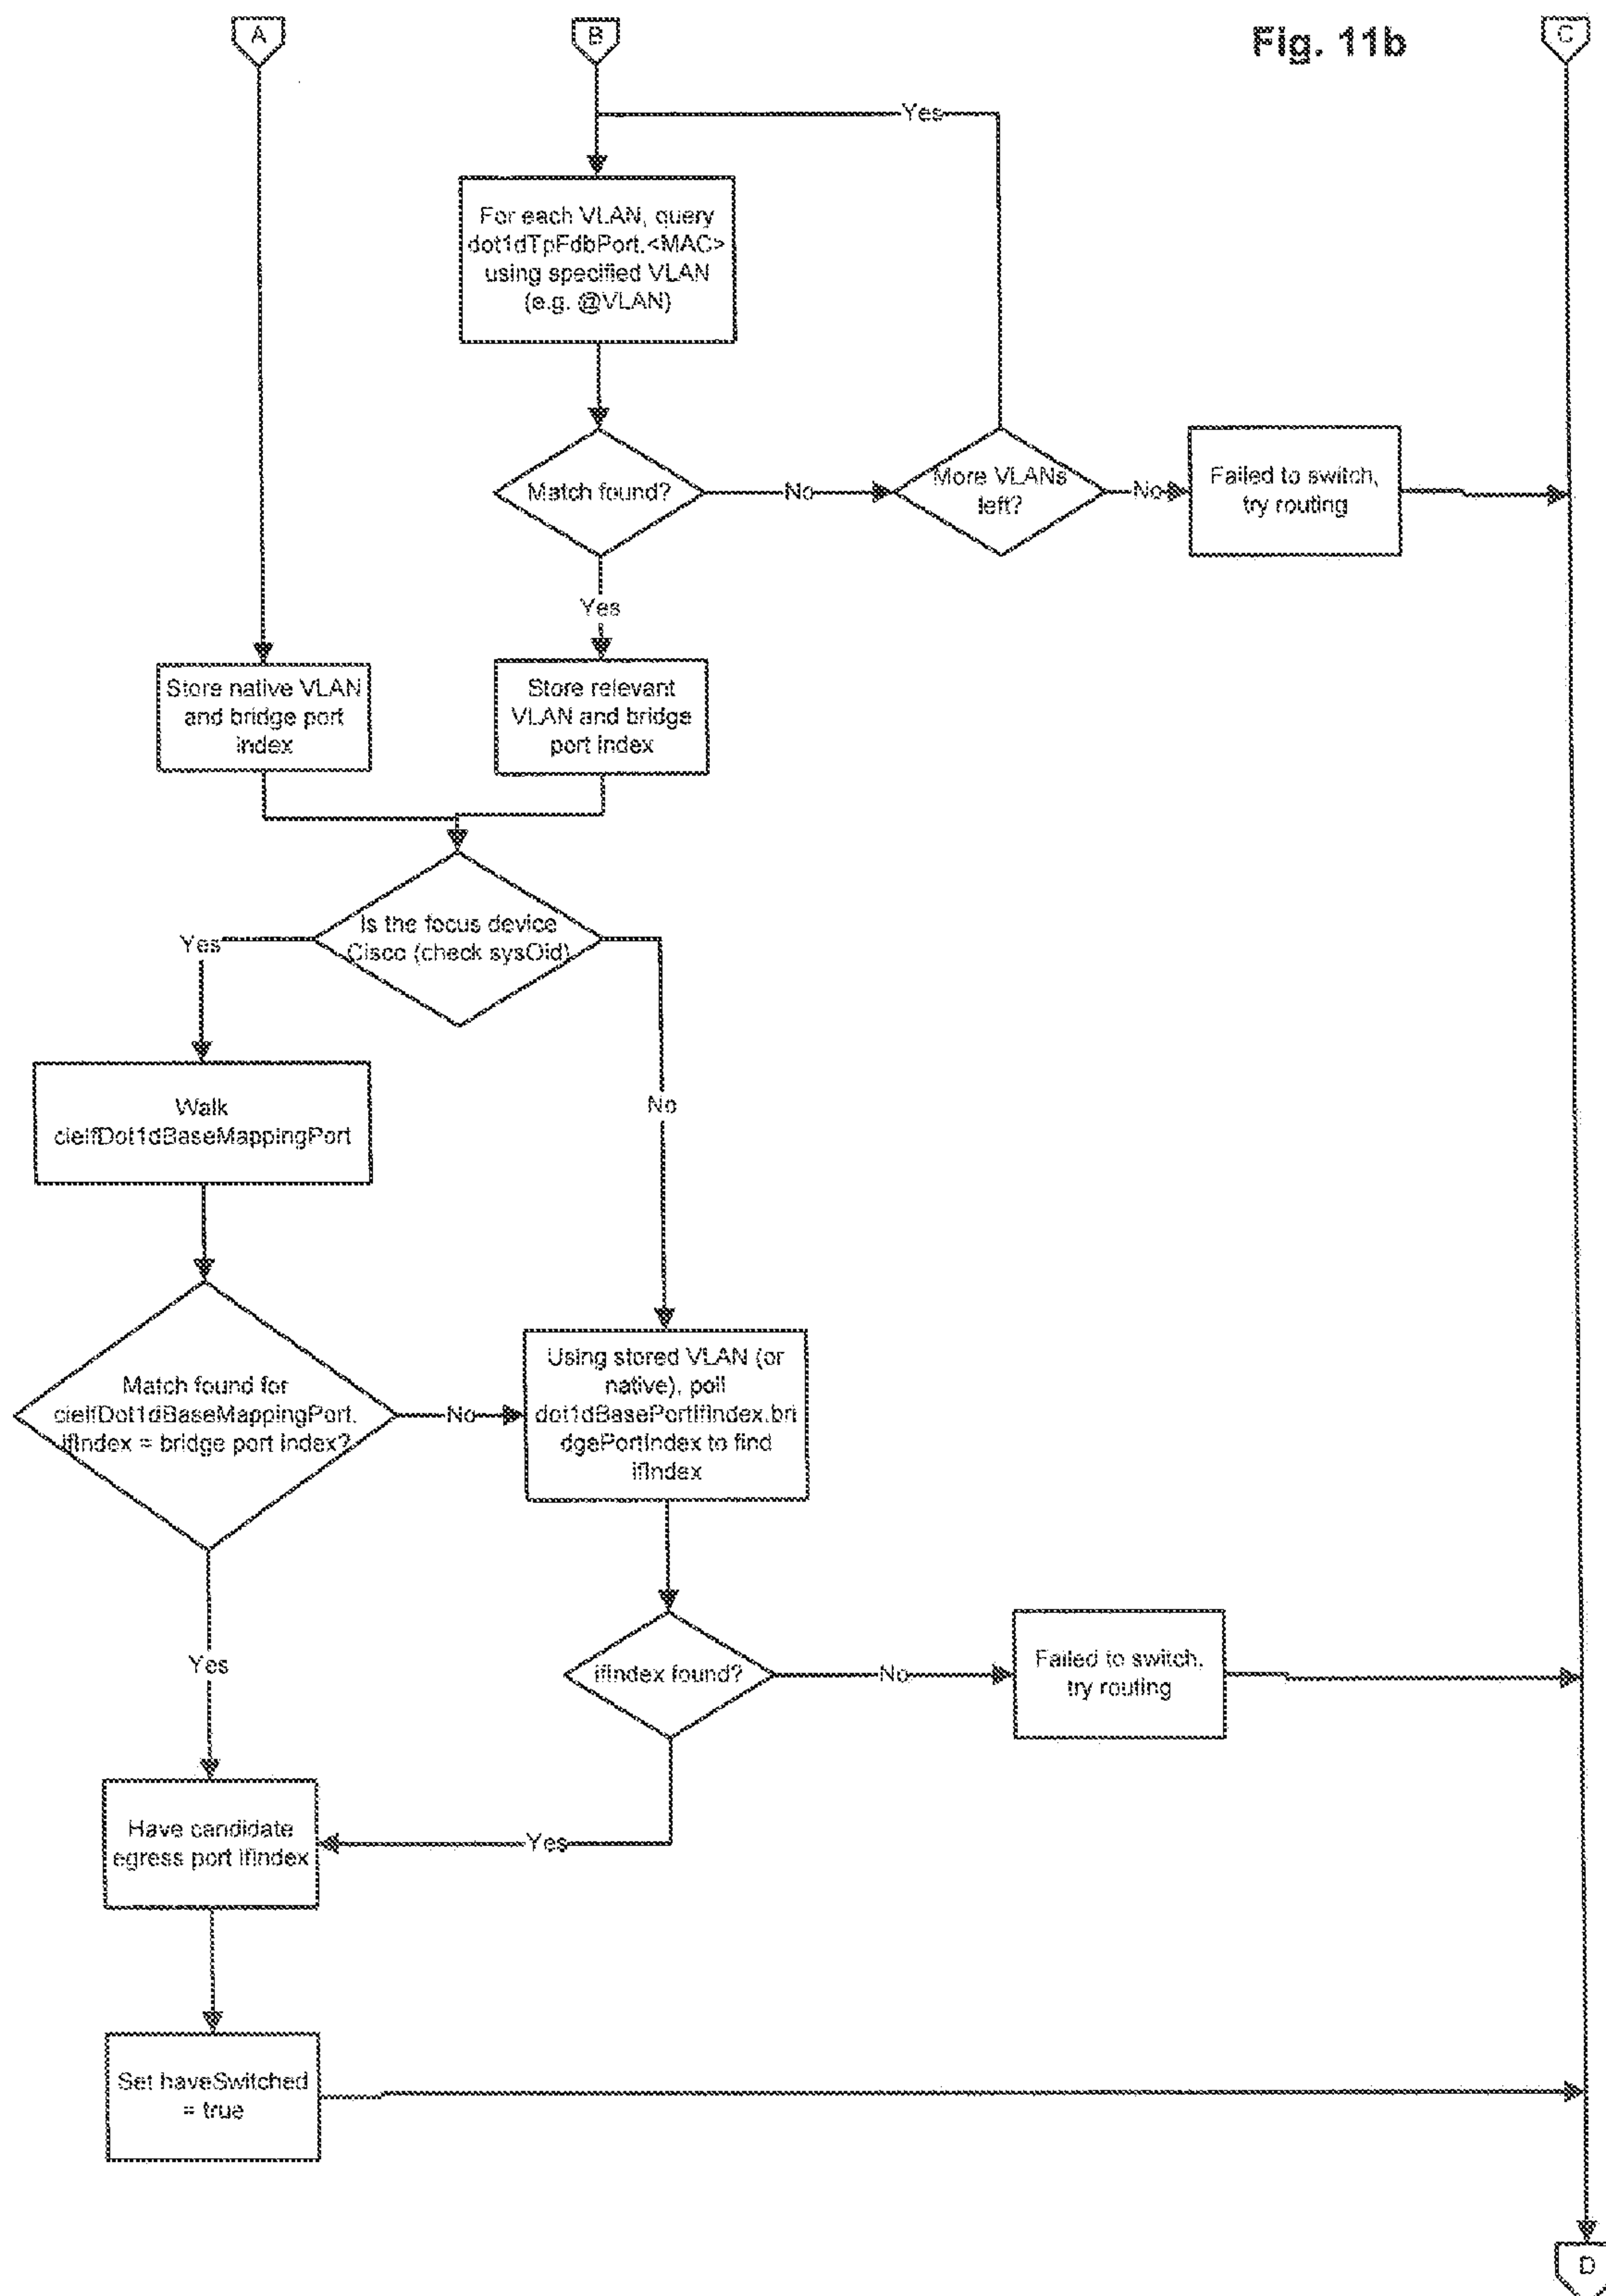 A
B
Fig. 11b
C
Yes
For each VLAN, query
dot1dTpFdbPort.<MAC>
using specified VLAN
(e.g. @VLAN)
Match found?
No
More VLANs
left?
No
Failed to switch,
try routing
Yes
Store native VLAN
and bridge port
index
Store relevant
VLAN and bridge
port index
Is the focus device
Cisco (check sysOid)
Yes
No
Walk
cieIfDot1dBaseMappingPort
Match found for
cieIfDot1dBaseMappingPort.
ifIndex = bridge port index?
No
Using stored VLAN (or
native), poll
dot1dBasePortIfIndex.bri
dgePortIndex to find
ifIndex
Yes
ifIndex found?
No
Failed to switch,
try routing
Have candidate
egress port ifIndex
Yes
Set haveSwitched
= true
D